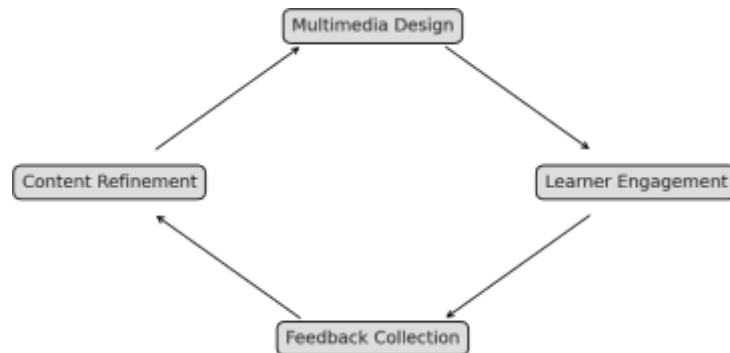 Multimedia Design
Content Refinement
Learner Engagement
Feedback Collection